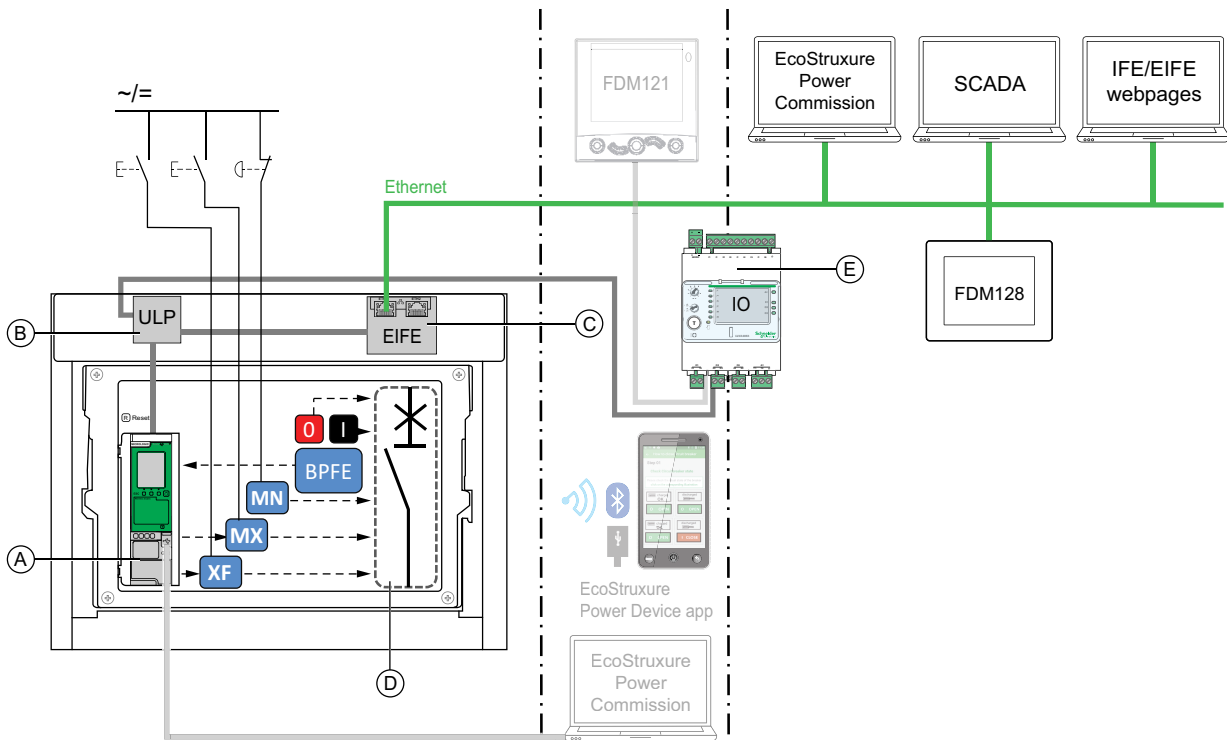 ~/=
FDM121
EcoStruxure
Power
Commission
SCADA
IFE/EIFE
webpages
Ethernet
E
IO
Schneider
FDM128
B
ULP
EIFE
C
R Reset
0
I
BPFE
MN
MX
XF
A
D
T
EcoStruxure
Power Device app
EcoStruxure
Power
Commission